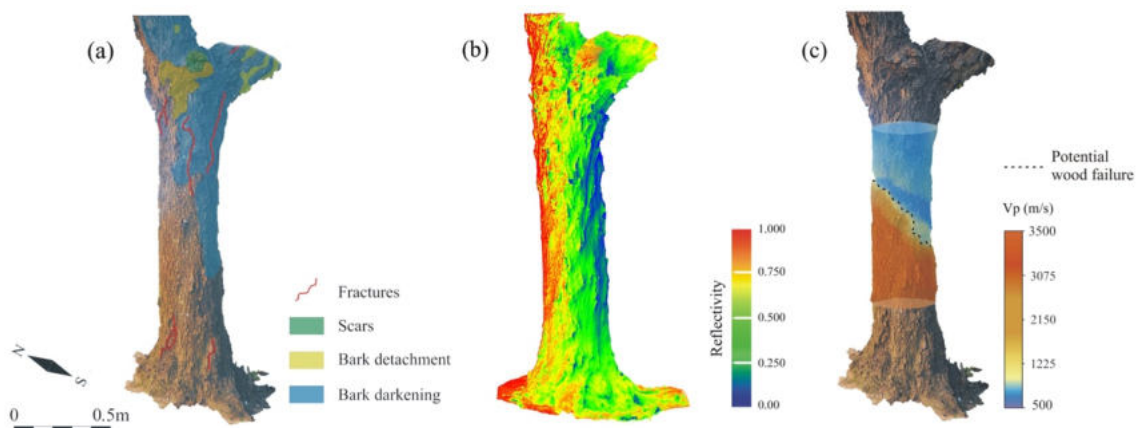 (a)
(b)
(c)
Fractures
Scars
Bark detachment
Bark darkening
N
S
0 0.5m
Reflectivity
1.000
0.750
0.500
0.250
0.00
Potential
wood failure
Vp (m/s)
3500
3075
2150
1225
500